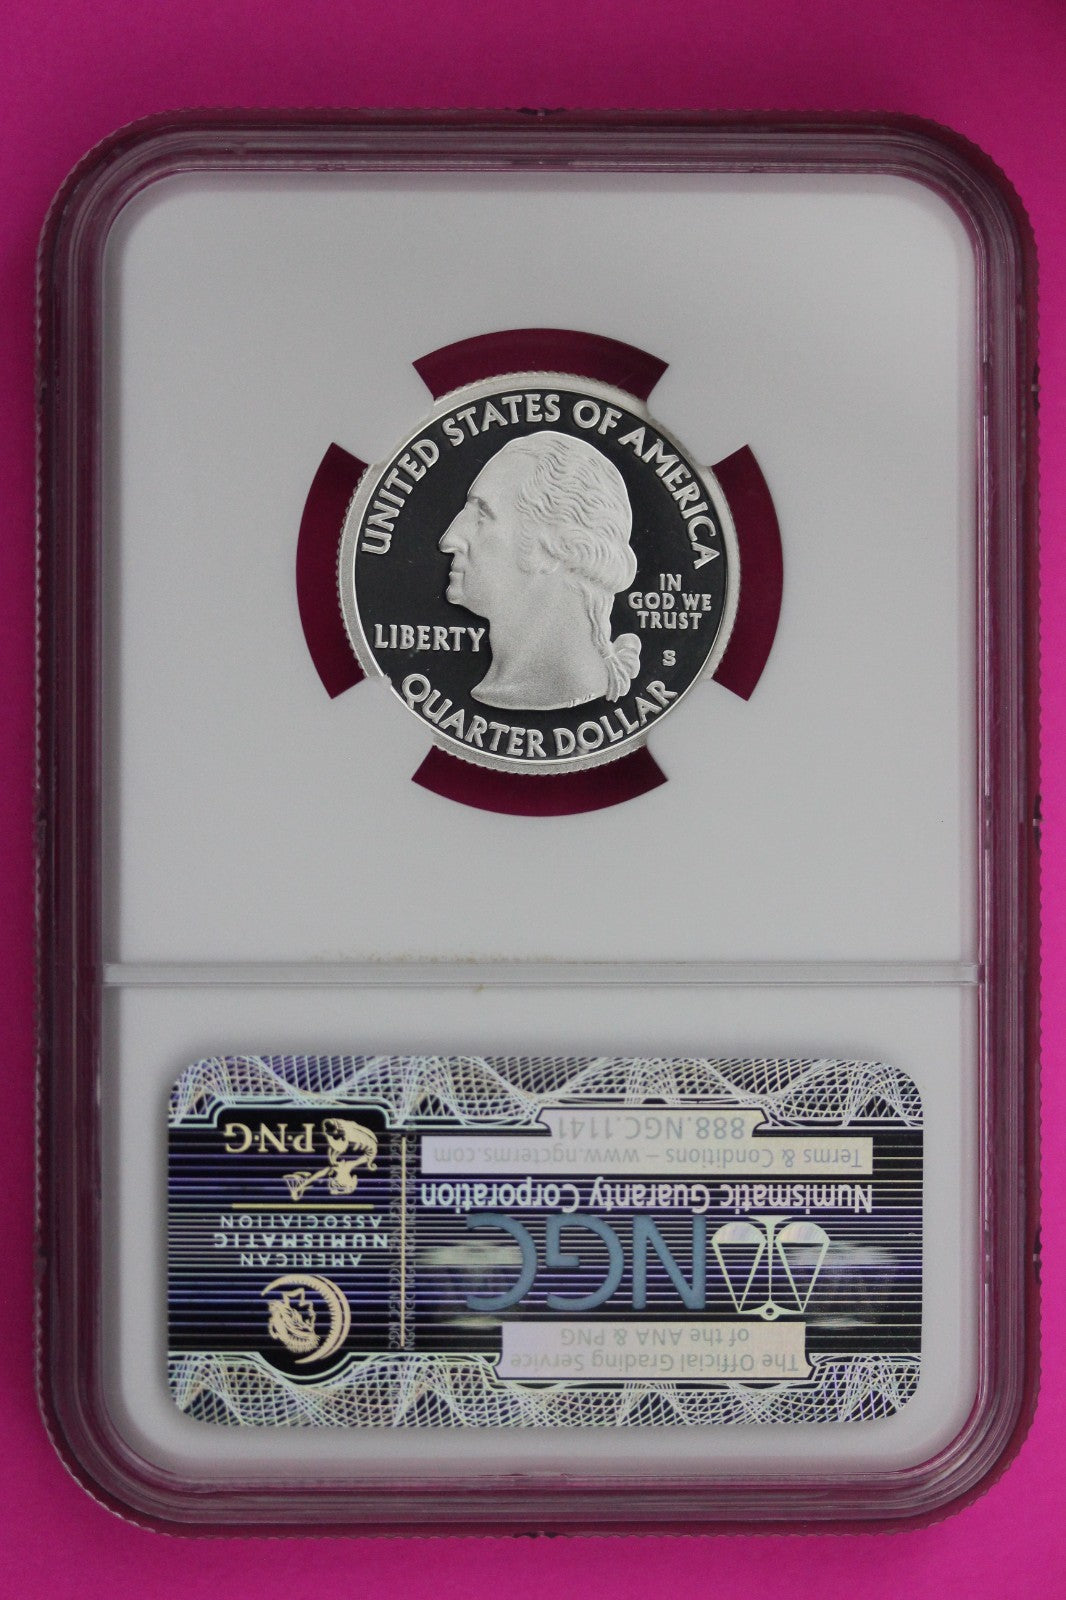 UNITED STATES OF AMERICA
IN
GOD WE
TRUST
LIBERTY
S
QUARTER DOLLAR
The Official Grading Service
of the ANA & PNG
NGC
Numismatic Guaranty Corporation
Terms & Conditions – www.ngcterms.com
888.NGC.1141
AMERICAN
NUMISMATIC
ASSOCIATION
P·N·G